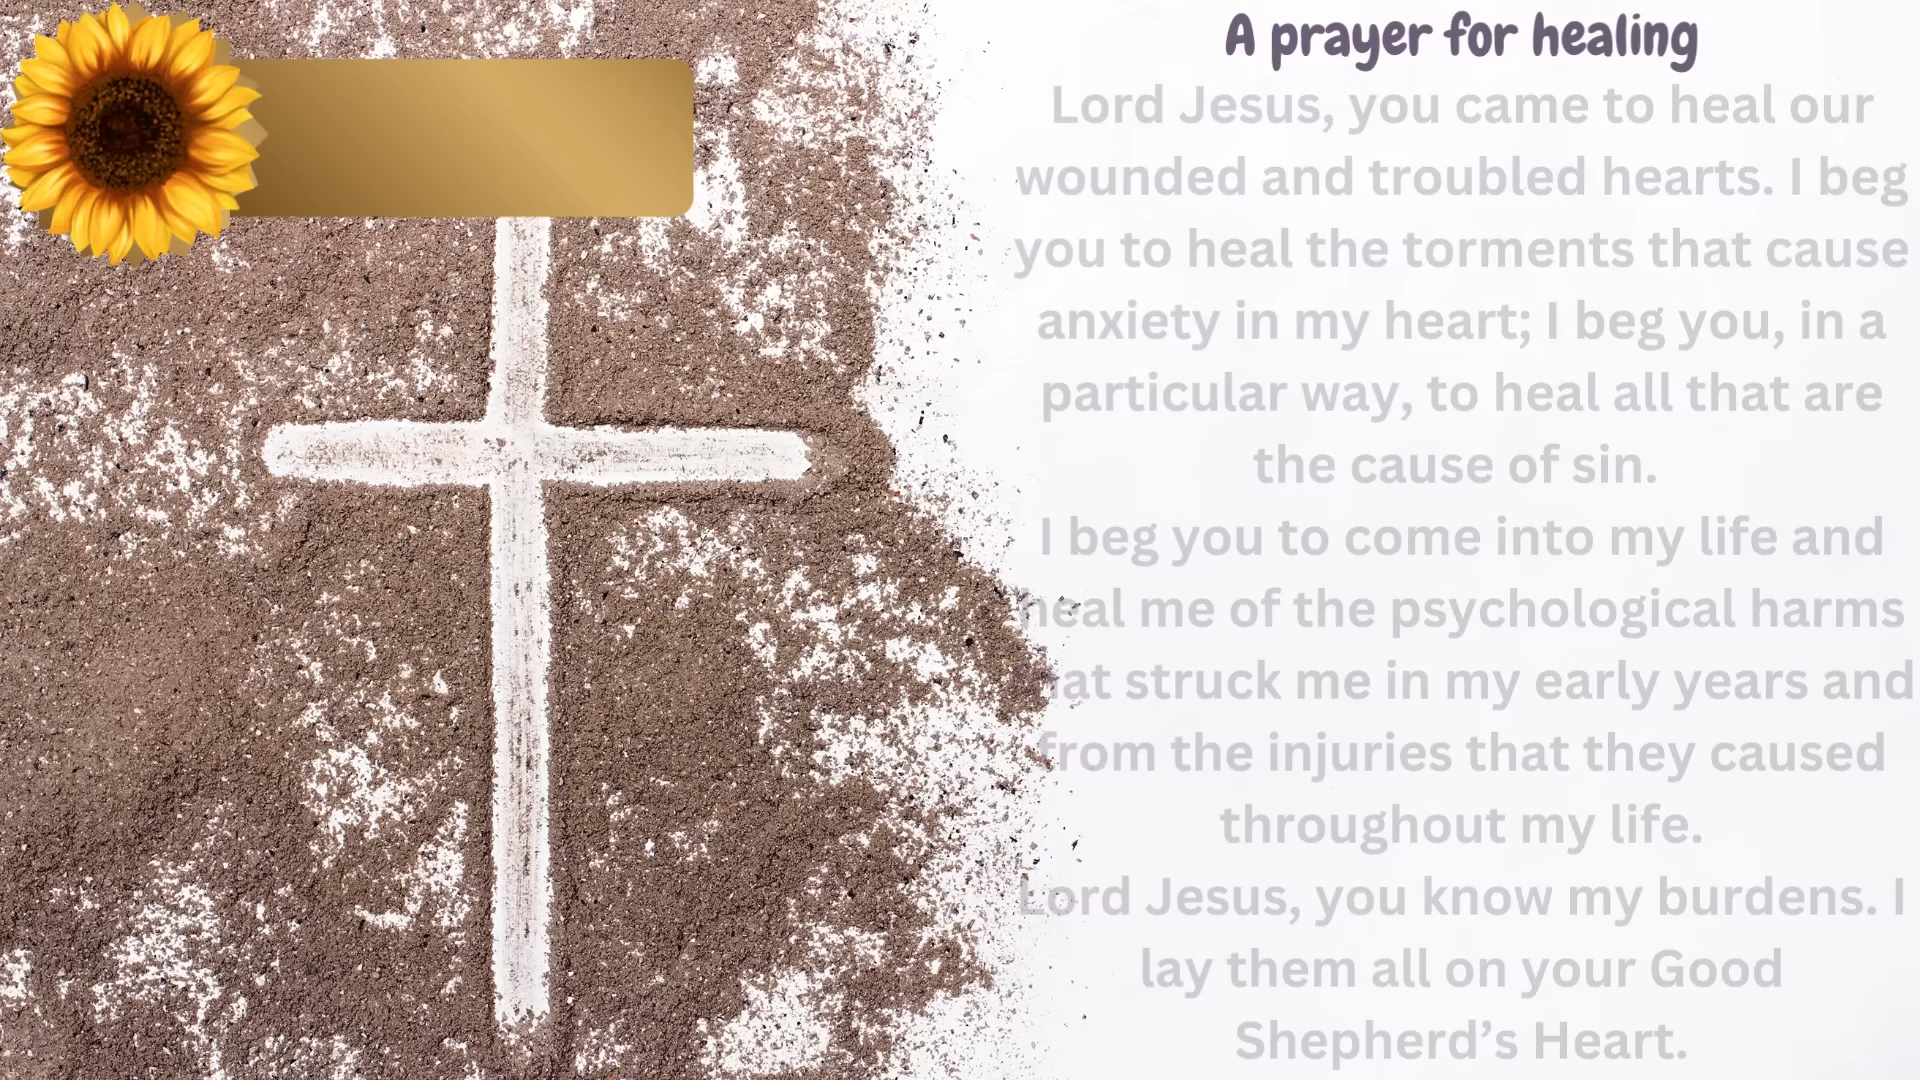 A prayer for healing
Lord Jesus, you came to heal our
wounded and troubled hearts. I beg
you to heal the torments that cause
anxiety in my heart; I beg you, in a
particular way, to heal all that are
the cause of sin.
I beg you to come into my life and
heal me of the psychological harms
that struck me in my early years and
from the injuries that they caused
throughout my life.
Lord Jesus, you know my burdens. I
lay them all on your Good
Shepherd’s Heart.